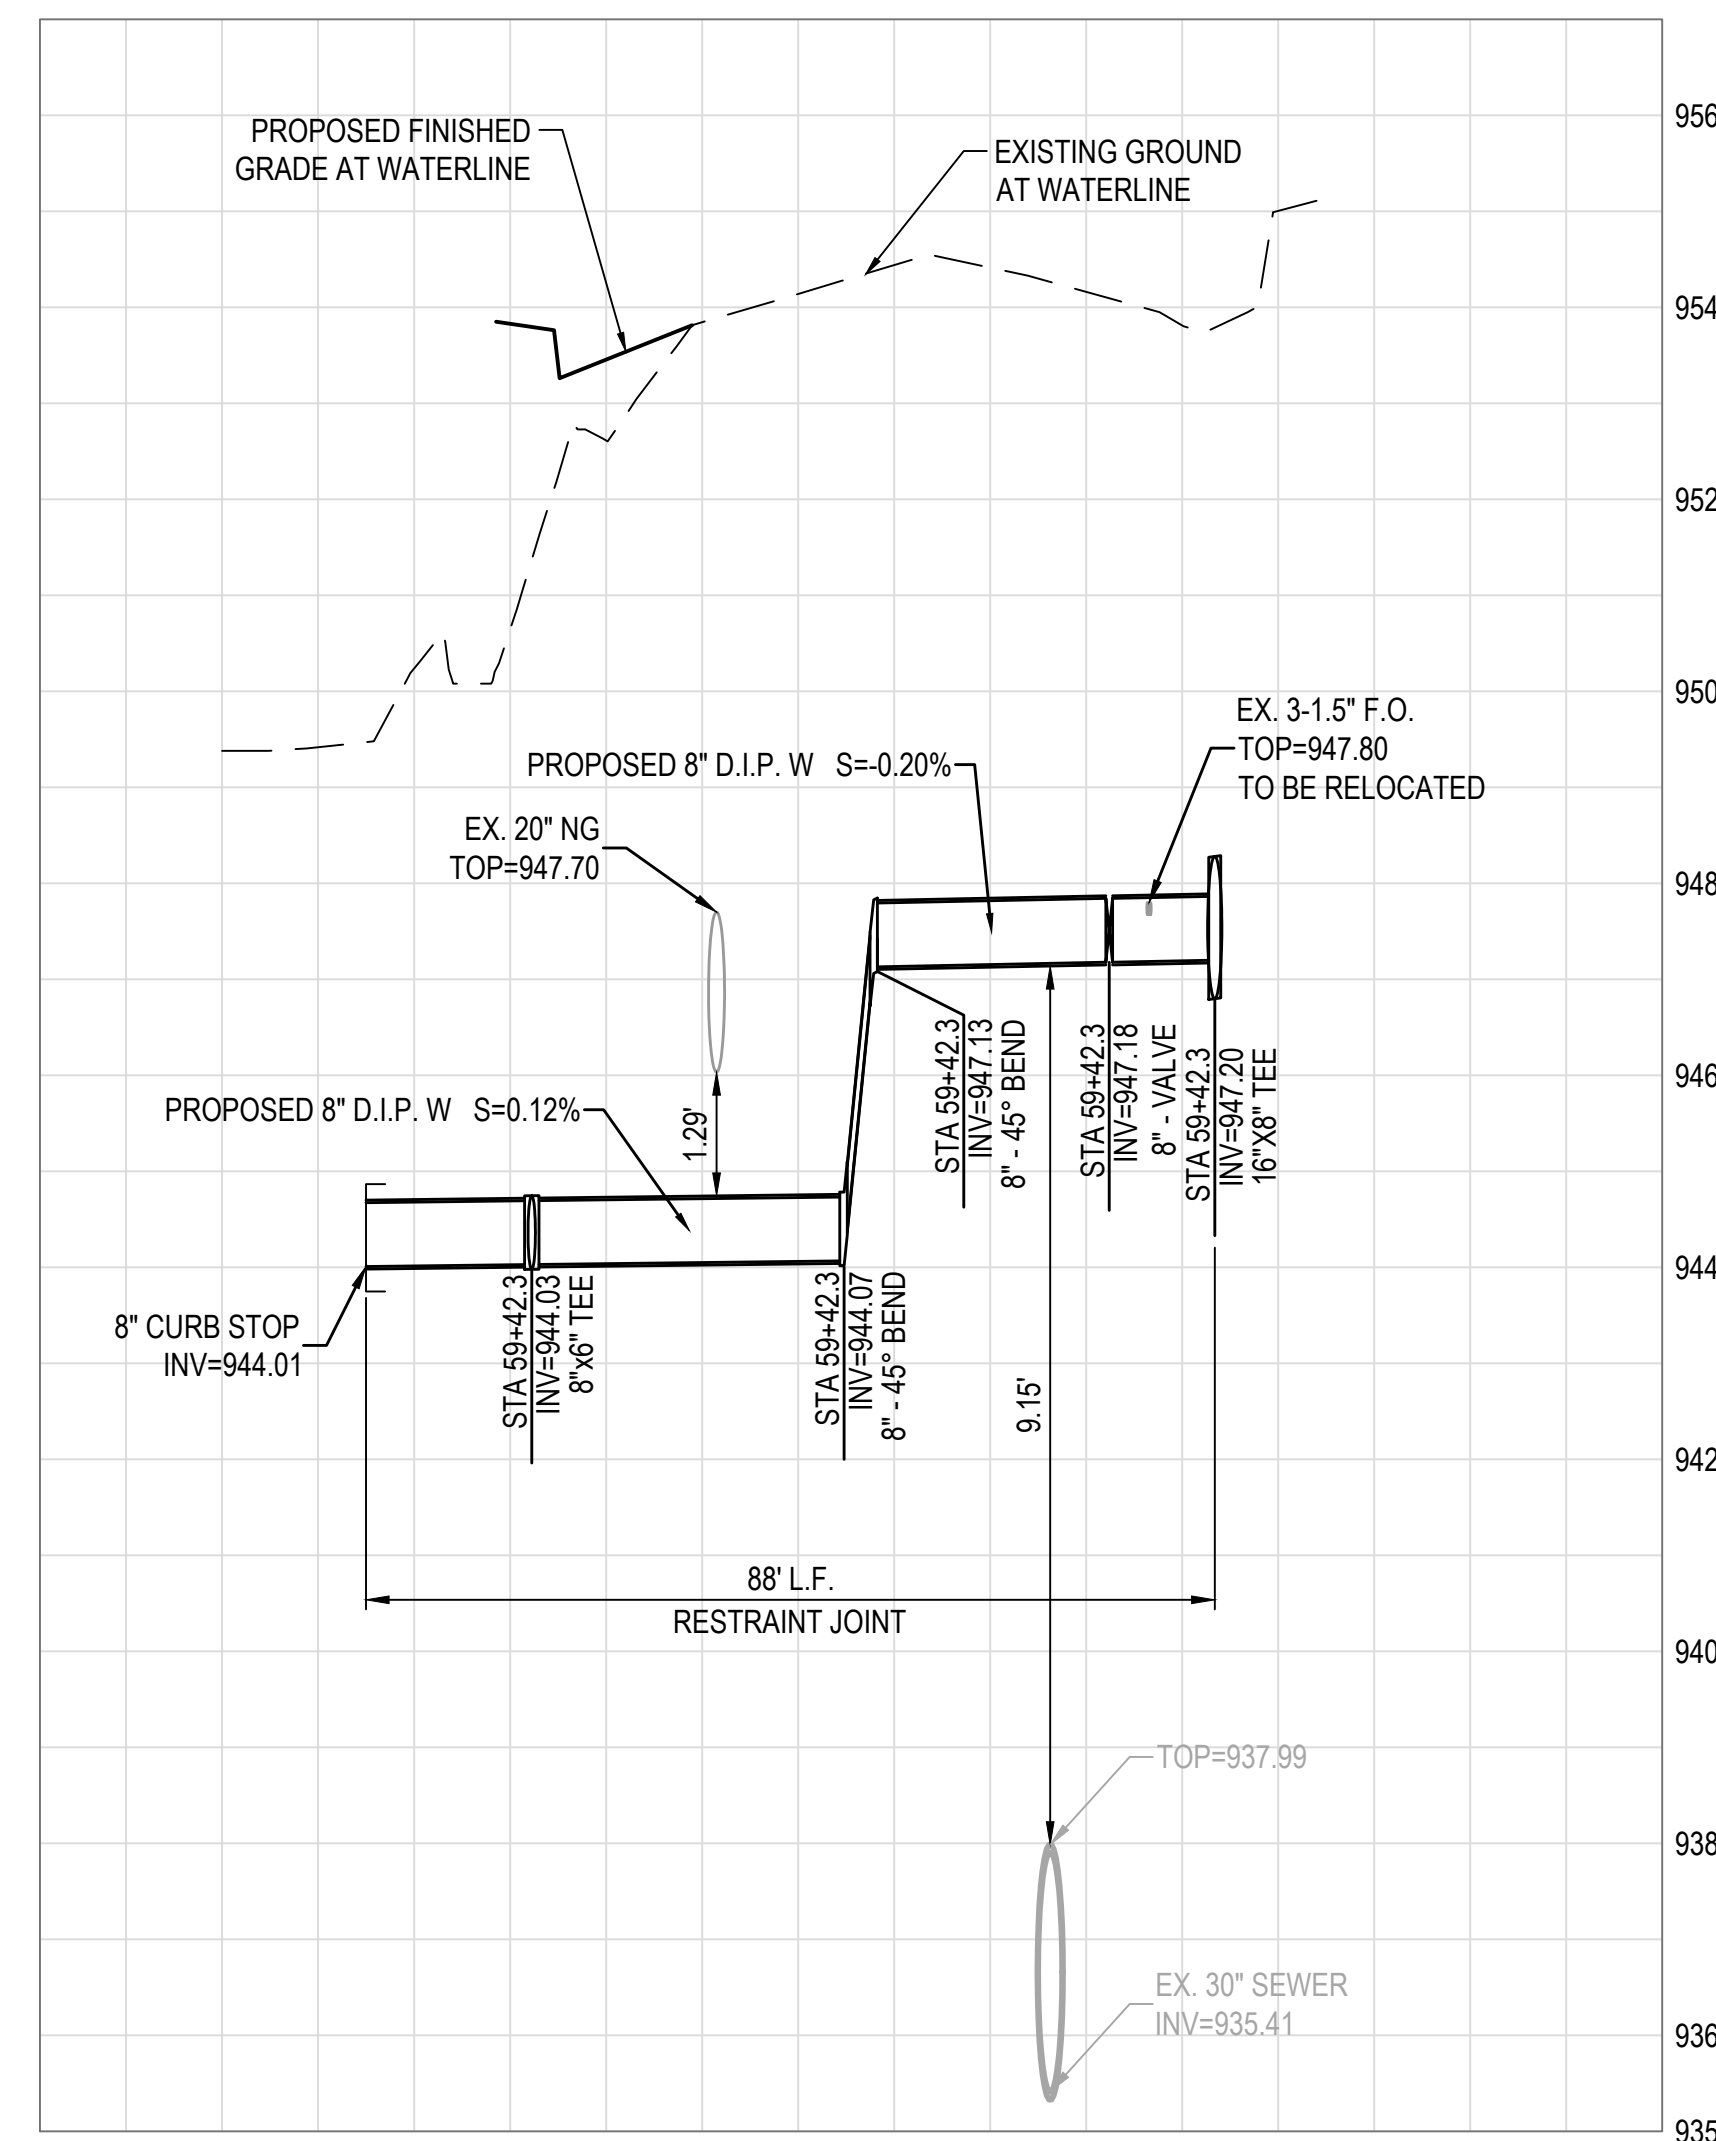 PROPOSED FINISHED
GRADE AT WATERLINE
EXISTING GROUND
AT WATERLINE
956
954
952
950
948
946
944
942
940
938
936
935
EX. 3-1.5" F.O.
TOP=947.80
TO BE RELOCATED
PROPOSED 8" D.I.P. W S=-0.20%
EX. 20" NG
TOP=947.70
PROPOSED 8" D.I.P. W S=0.12%
1.29'
STA 59+42.3
INV=947.13
8" - 45° BEND
STA 59+42.3
INV=947.18
8" - VALVE
STA 59+42.3
INV=947.20
16"X8" TEE
8" CURB STOP
INV=944.01
STA 59+42.3
INV=944.03
8"x6" TEE
STA 59+42.3
INV=944.07
8" - 45° BEND
9.15'
88' L.F.
RESTRAINT JOINT
TOP=937.99
EX. 30" SEWER
INV=935.41